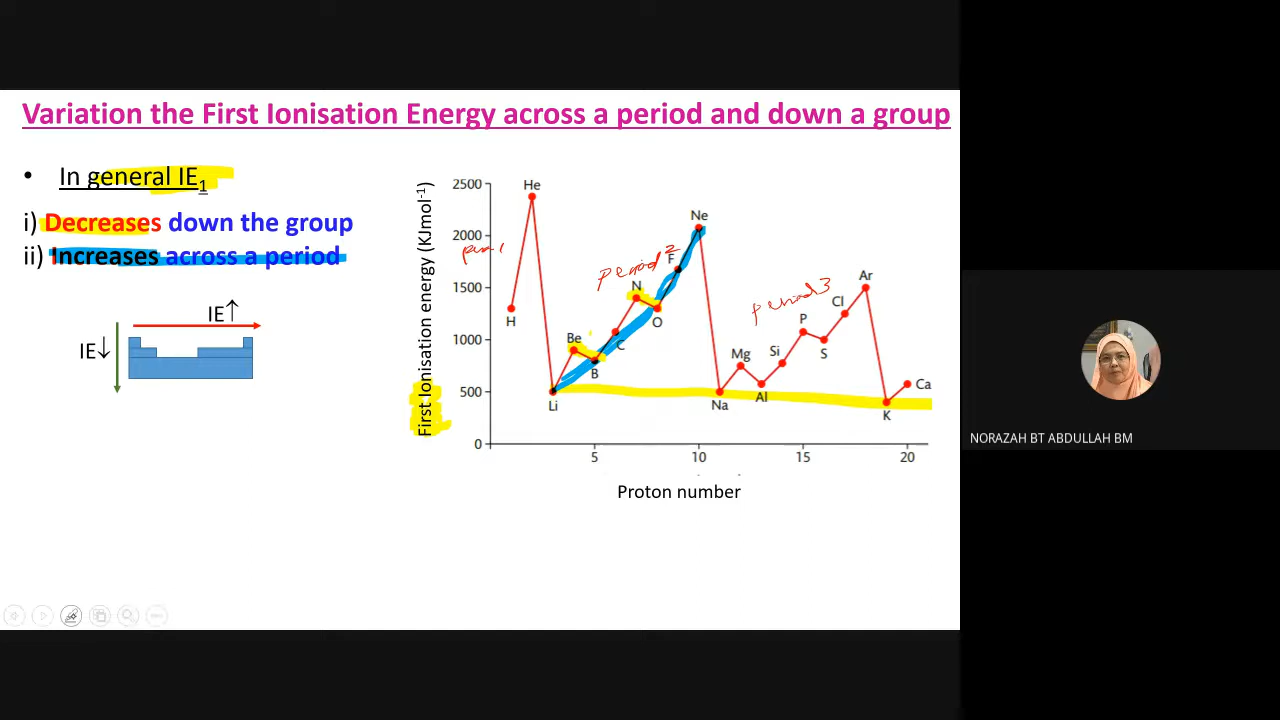 Variation the First Ionisation Energy across a period and down a group
• In general IE1
i) Decreases down the group
ii) Increases across a period
IE↑
IE↓
First Ionisation energy (KJmol-1)
2500
2000
1500
1000
500
0
5
10
15
20
Proton number
H
He
Li
Be
B
C
N
O
F
Ne
Na
Mg
Al
Si
P
S
Cl
Ar
K
Ca
period 2
period 3
NORAZAH BT ABDULLAH BM